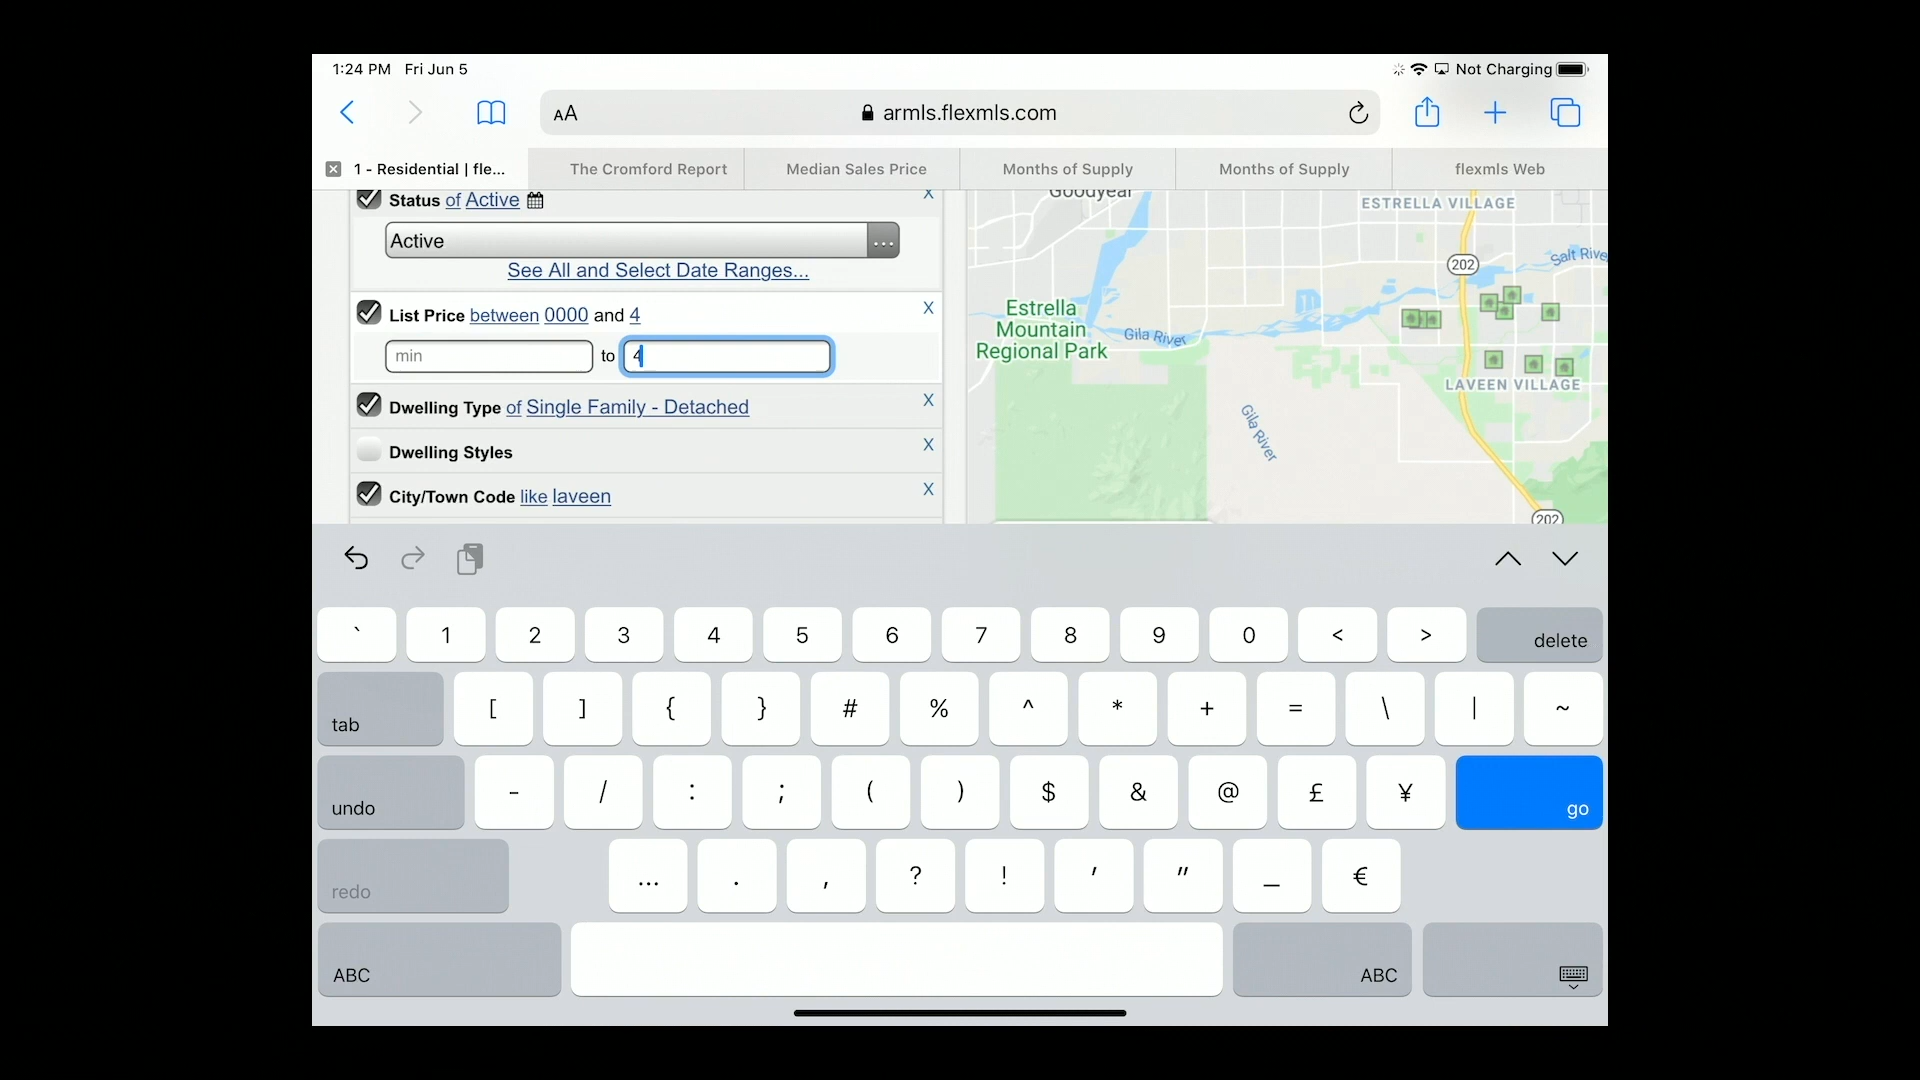 1:24 PM Fri Jun 5
Not Charging
AA
armls.flexmls.com
1 - Residential | fle...
The Cromford Report
Median Sales Price
Months of Supply
Months of Supply
flexmls Web
Status of Active
X
Active
...
See All and Select Date Ranges...
List Price between 0000 and 4
X
min to 4
Dwelling Type of Single Family - Detached
X
Dwelling Styles
X
City/Town Code like laveen
X
Goodyear
ESTRELLA VILLAGE
202
Salt Rive
Estrella
Mountain
Regional Park
Gila River
LAVEEN VILLAGE
Gila River
202
` 1 2 3 4 5 6 7 8 9 0 < > delete
tab [ ] { } # % ^ * + = \ | ~
undo - / : ; ( ) $ & @ £ ¥ go
redo ... . , ? ! ' " _ €
ABC ABC